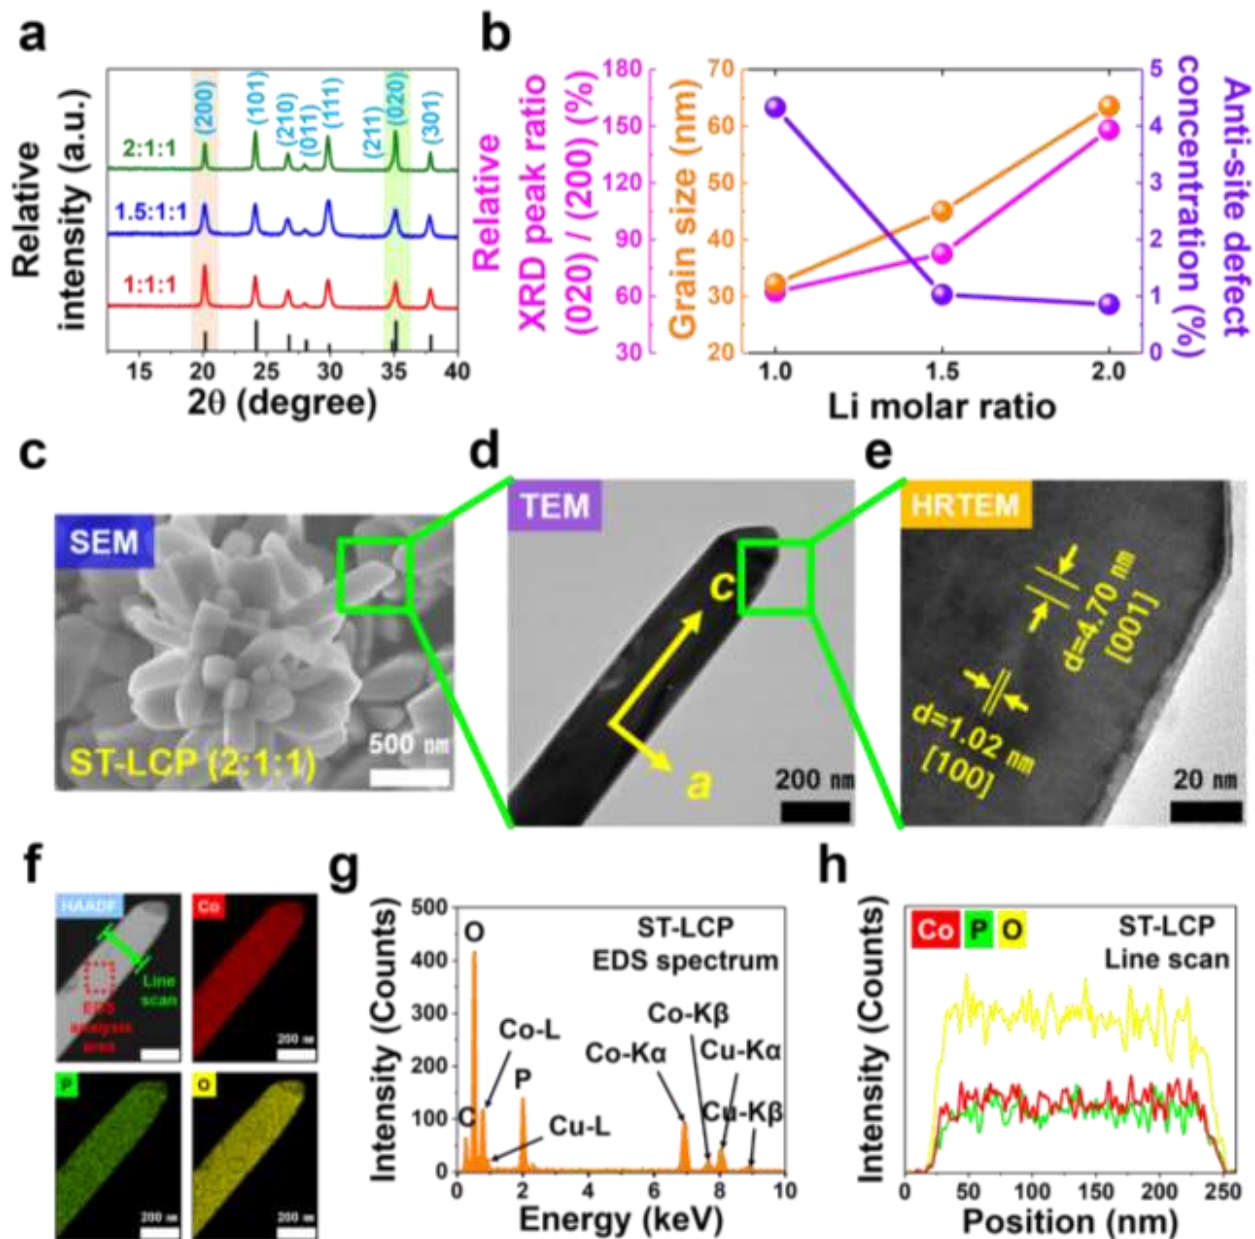 a
Relative
intensity (a.u.)
(200)
(101)
(210)
(011)
(111)
(211)
(020)
(301)
2:1:1
1.5:1:1
1:1:1
15 20 25 30 35 40
2θ (degree)
b
Relative
XRD peak ratio
(020) / (200) (%)
180
150
120
90
60
30
Grain size (nm)
70
60
50
40
30
20
5
4
3
2
1
0
Anti-site defect
concentration (%)
1.0 1.5 2.0
Li molar ratio
c
SEM
ST-LCP (2:1:1)
500 nm
d
TEM
c
a
200 nm
e
HRTEM
d=4.70 nm
[001]
d=1.02 nm
[100]
20 nm
f
HAADF
Line
scan
EDS
analysis
area
Co
200 nm
P
200 nm
O
200 nm
g
Intensity (Counts)
500
400
300
200
100
0
ST-LCP
EDS spectrum
O
C
Co-L
P
Cu-L
Co-Kα
Co-Kβ
Cu-Kα
Cu-Kβ
0 2 4 6 8 10
Energy (keV)
h
Intensity (Counts)
Co P O
ST-LCP
Line scan
0 50 100 150 200 250
Position (nm)